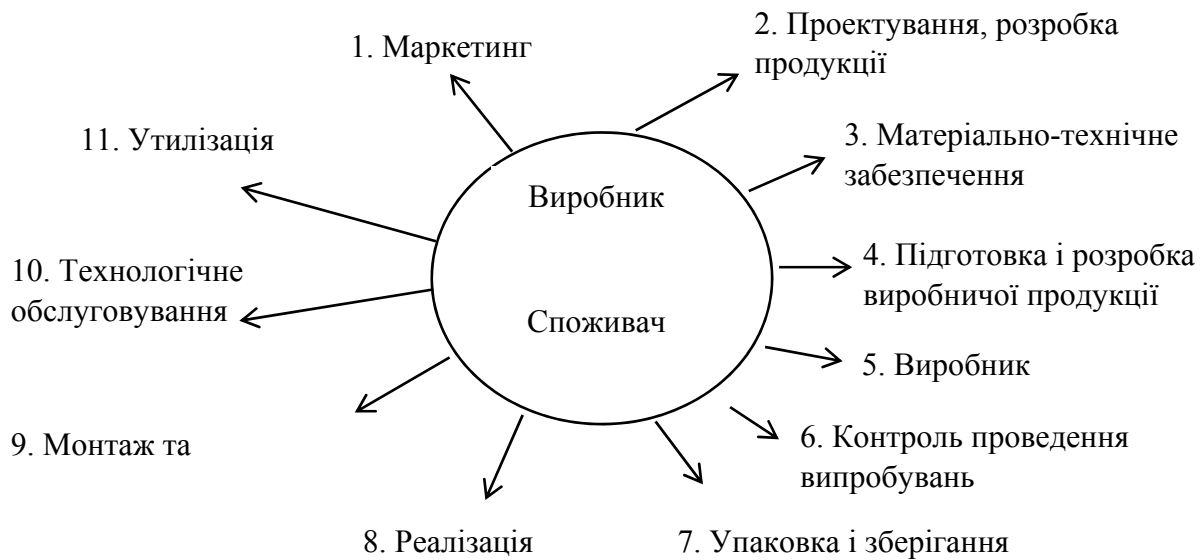 1. Маркетинг
2. Проектування, розробка
продукції
3. Матеріально-технічне
забезпечення
4. Підготовка і розробка
виробничої продукції
5. Виробник
6. Контроль проведення
випробувань
7. Упаковка і зберігання
8. Реалізація
9. Монтаж та
10. Технологічне
обслуговування
11. Утилізація
Виробник
Споживач